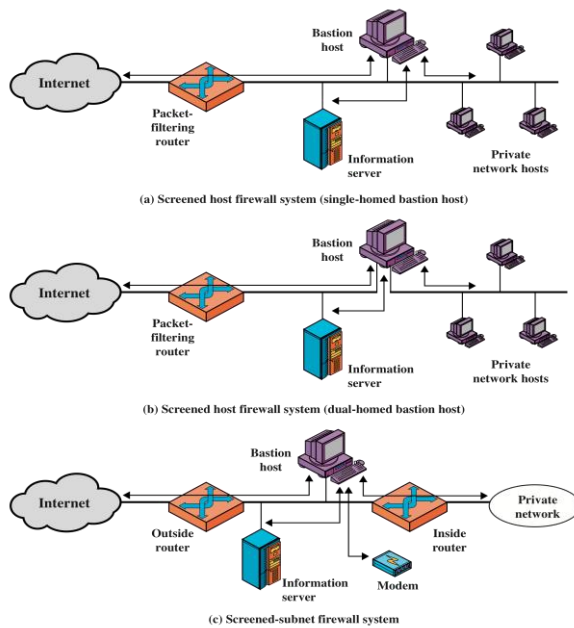 Bastion
host
Internet
Packet-
filtering
router
Information
server
Private
network hosts
(a) Screened host firewall system (single-homed bastion host)
Bastion
host
Internet
Packet-
filtering
router
Information
server
Private
network hosts
(b) Screened host firewall system (dual-homed bastion host)
Bastion
host
Internet
Private
network
Outside
router
Inside
router
Information
server
Modem
(c) Screened-subnet firewall system